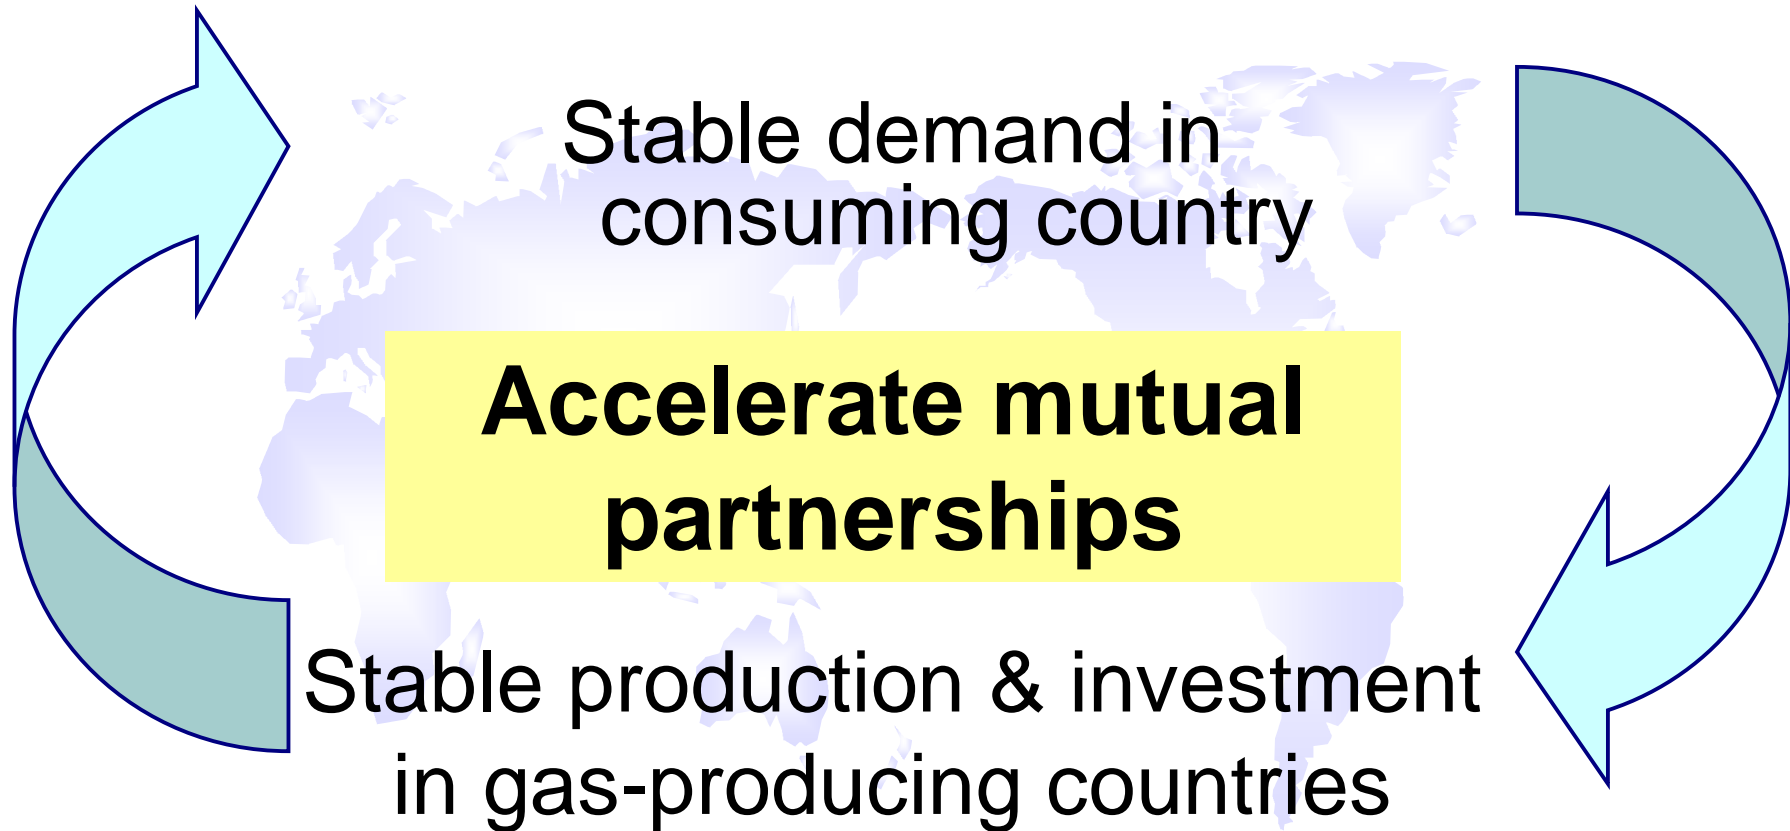 Stable demand in
consuming country
Accelerate mutual
partnerships
Stable production & investment
in gas-producing countries